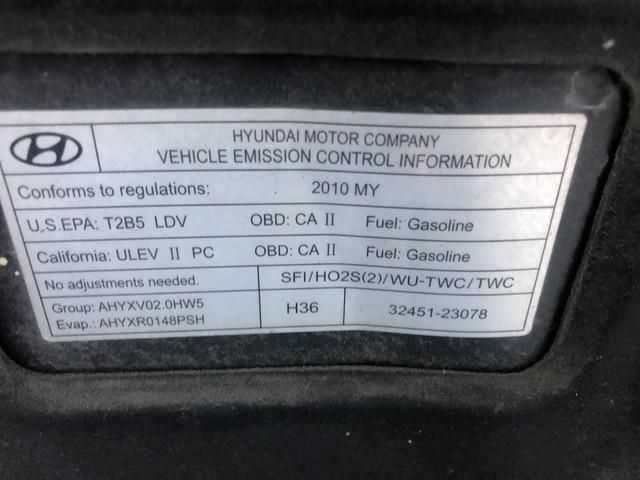 HYUNDAI MOTOR COMPANY
VEHICLE EMISSION CONTROL INFORMATION
Conforms to regulations: 2010 MY
U.S.EPA: T2B5 LDV OBD: CA II Fuel: Gasoline
California: ULEV II PC OBD: CA II Fuel: Gasoline
No adjustments needed. SFI/HO2S(2)/WU-TWC/TWC
Group: AHYXV02.0HW5
Evap.: AHYXR0148PSH
H36
32451-23078